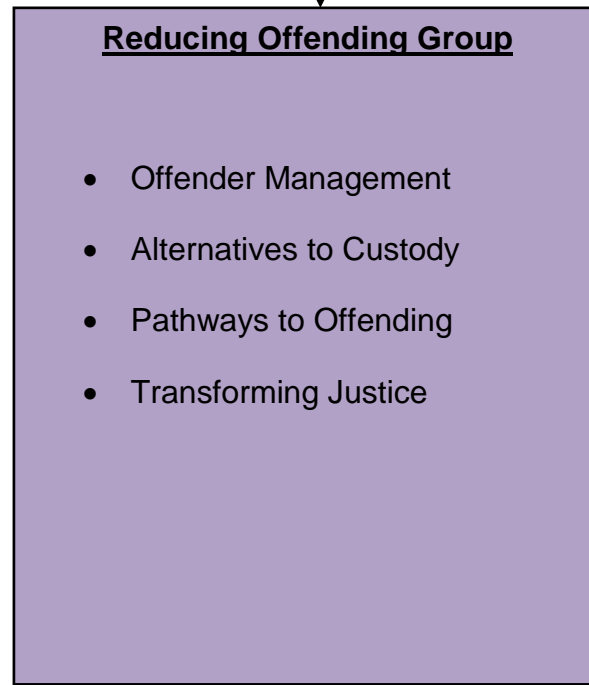 Reducing Offending Group
• Offender Management
• Alternatives to Custody
• Pathways to Offending
• Transforming Justice